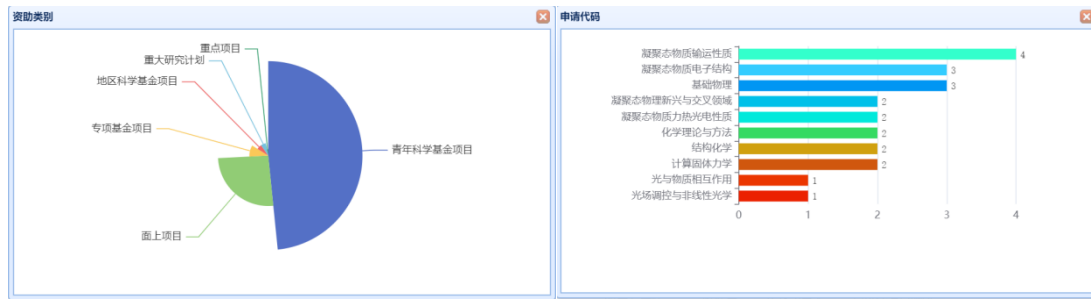 资助类别
重点项目
重大研究计划
地区科学基金项目
专项基金项目
青年科学基金项目
面上项目
申请代码
凝聚态物质输运性质 4
凝聚态物质电子结构 3
基础物理 3
凝聚态物理新兴与交叉领域 2
凝聚态物质力热光电性质 2
化学理论与方法 2
结构化学 2
计算固体力学 2
光与物质相互作用 1
光场调控与非线性光学 1
0 1 2 3 4